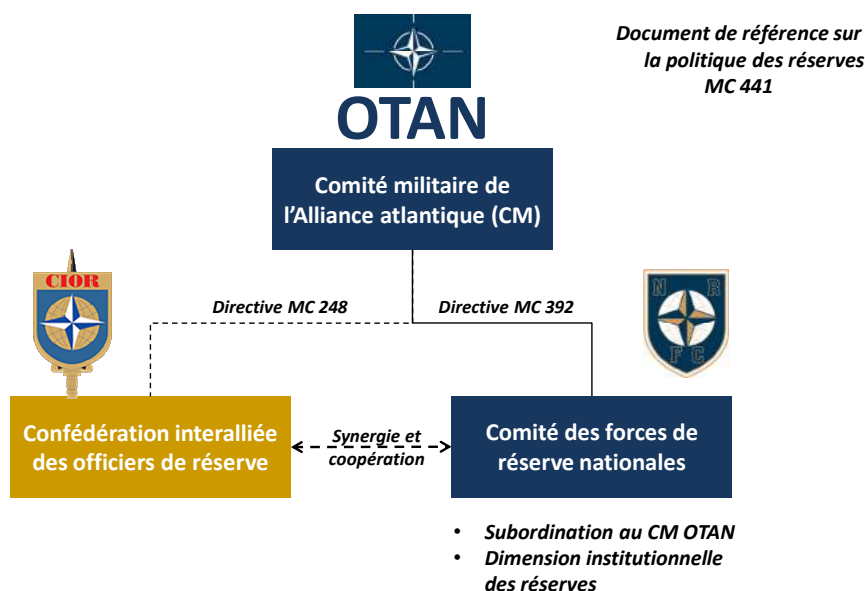 Document de référence sur
la politique des réserves
MC 441
OTAN
Comité militaire de
l'Alliance atlantique (CM)
CIOR
Directive MC 248
Directive MC 392
N R
F C
Confédération interalliée
des officiers de réserve
Synergie et
coopération
Comité des forces de
réserve nationales
• Subordination au CM OTAN
• Dimension institutionnelle
des réserves